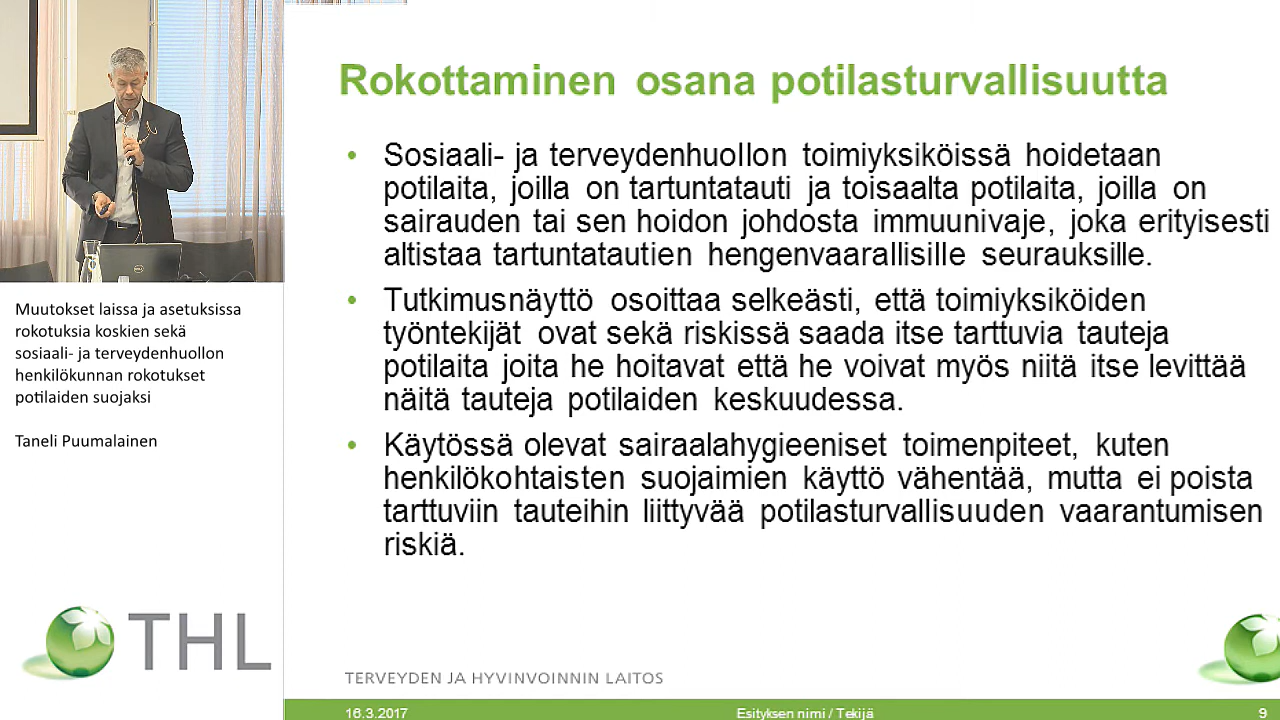 Rokottaminen osana potilasturvallisuutta
• Sosiaali- ja terveydenhuollon toimiyksiköissä hoidetaan
potilaita, joilla on tartuntatauti ja toisaalta potilaita, joilla on
sairauden tai sen hoidon johdosta immuunivaje, joka erityisesti
altistaa tartuntatautien hengenvaarallisille seurauksille.
• Tutkimusnäyttö osoittaa selkeästi, että toimiyksiköiden
työntekijät ovat sekä riskissä saada itse tarttuvia tauteja
potilaita joita he hoitavat että he voivat myös niitä itse levittää
näitä tauteja potilaiden keskuudessa.
• Käytössä olevat sairaalahygieeniset toimenpiteet, kuten
henkilökohtaisten suojaimien käyttö vähentää, mutta ei poista
tarttuviin tauteihin liittyvää potilasturvallisuuden vaarantumisen
riskiä.
Muutokset laissa ja asetuksissa
rokotuksia koskien sekä
sosiaali- ja terveydenhuollon
henkilökunnan rokotukset
potilaiden suojaksi
Taneli Puumalainen
THL
TERVEYDEN JA HYVINVOINNIN LAITOS
16.3.2017 Esityksen nimi / Tekijä 9